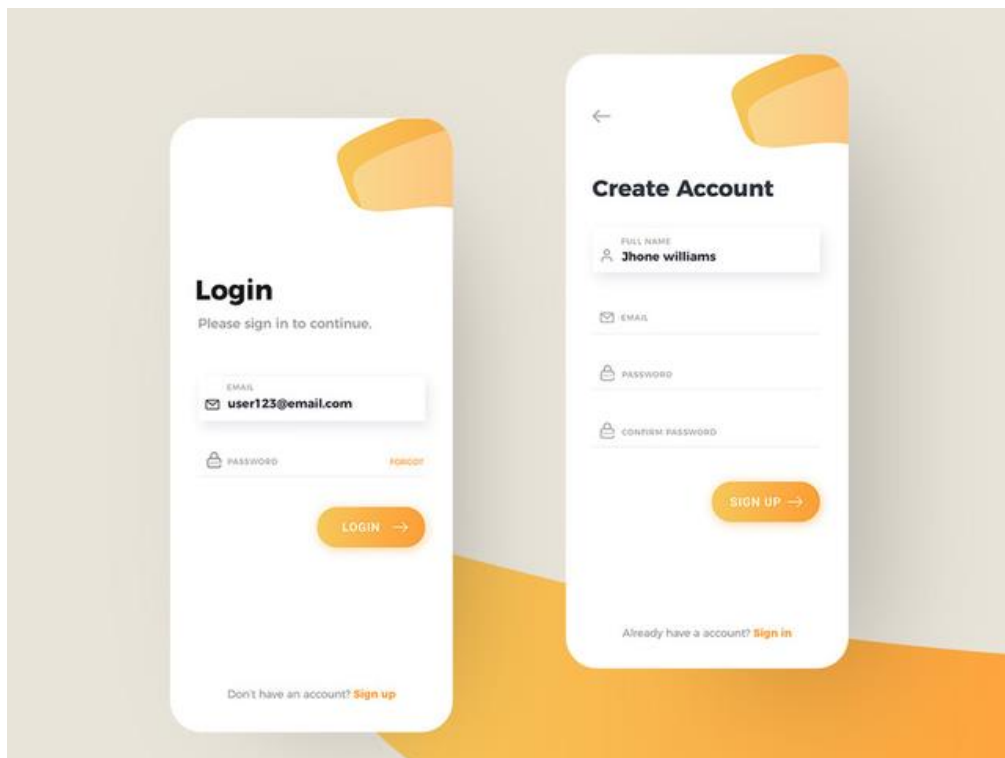 Login
Please sign in to continue.
EMAIL
user123@email.com
PASSWORD
FORGOT
LOGIN
Don't have an account? Sign up
Create Account
FULL NAME
Jhone williams
EMAIL
PASSWORD
CONFIRM PASSWORD
SIGN UP
Already have a account? Sign in